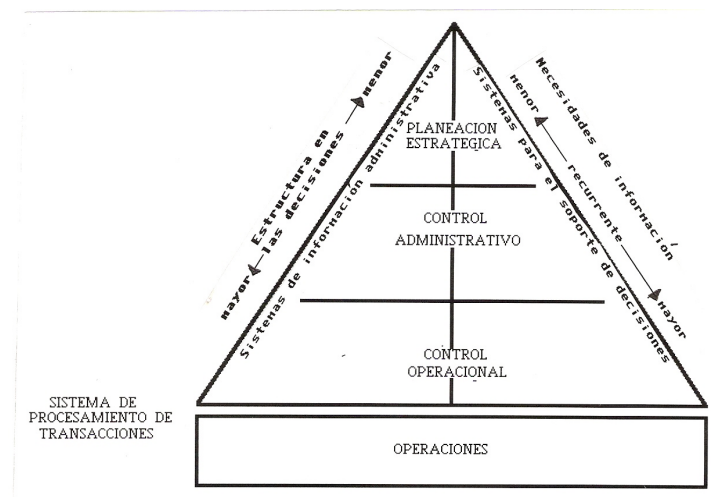 Estructura en
las decisiones
mayor
menor
Sistemas de información administrativa
Sistemas para el soporte de decisiones
Necesidades de información
menor
recurrente
mayor
PLANEACION
ESTRATEGICA
CONTROL
ADMINISTRATIVO
CONTROL
OPERACIONAL
SISTEMA DE
PROCESAMIENTO DE
TRANSACCIONES
OPERACIONES